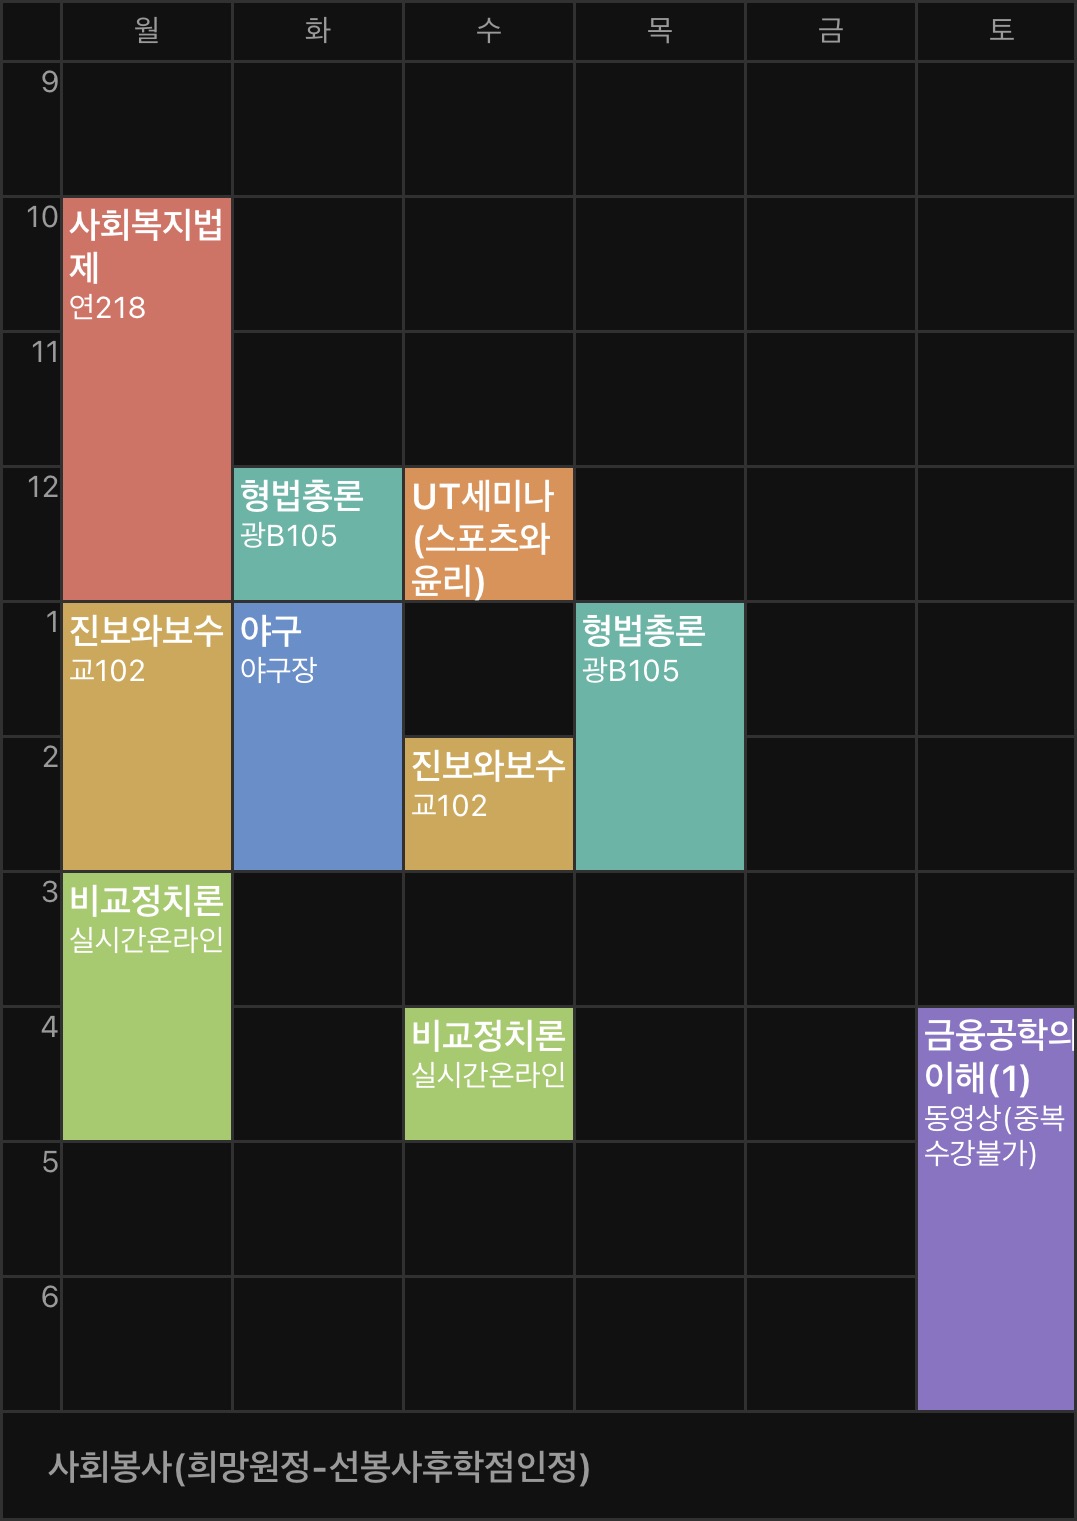 월 화 수 목 금 토
9
10
사회복지법
제
연218
11
12
형법총론
광B105
UT세미나
(스포츠와
윤리)
1
진보와보수
교102
야구
야구장
형법총론
광B105
2
진보와보수
교102
3
비교정치론
실시간온라인
4
비교정치론
실시간온라인
금융공학의
이해(1)
동영상(중복
수강불가)
5
6
사회봉사(희망원정-선봉사후학점인정)